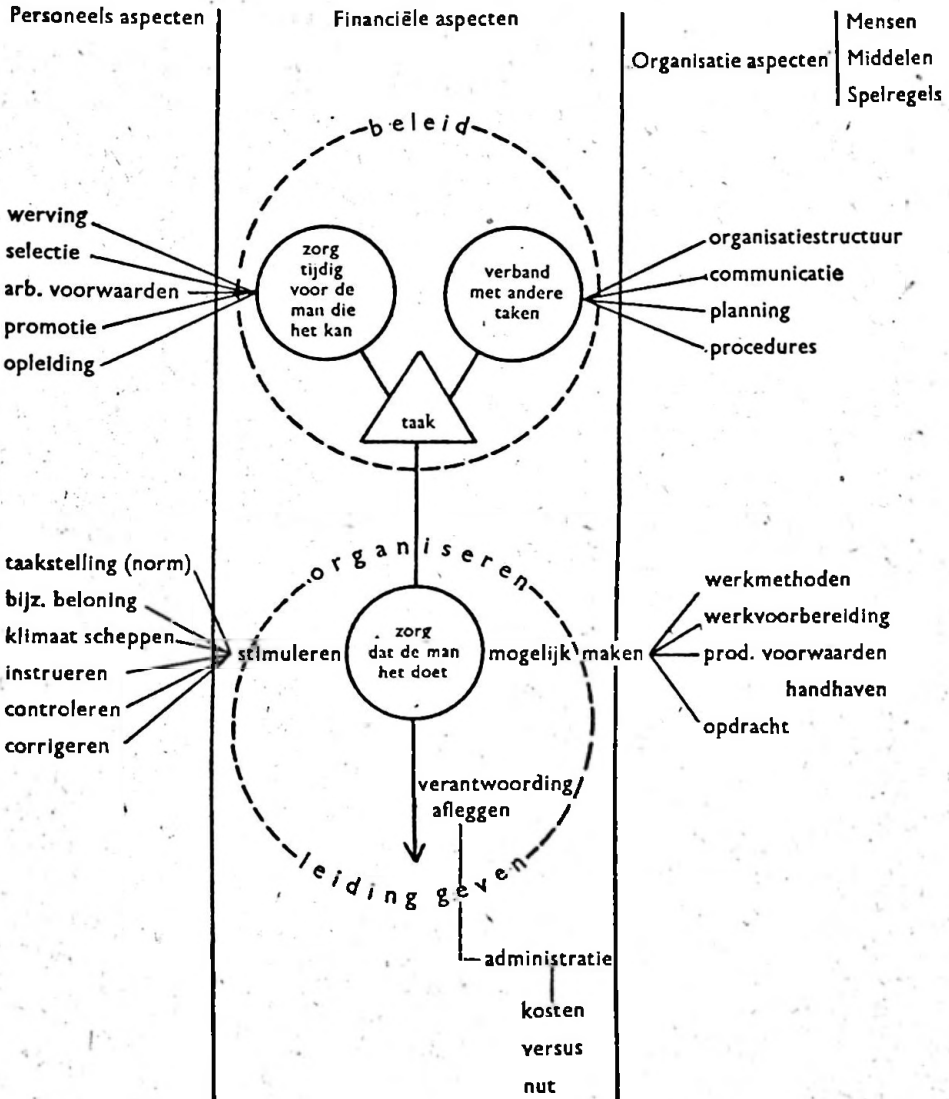 Personeels aspecten
Financiële aspecten
Organisatie aspecten
Mensen
Middelen
Spelregels
beleid
werving
selectie
arb. voorwaarden
promotie
opleiding
zorg
tijdig
voor de
man die
het kan
verband
met andere
taken
organisatiestructuur
communicatie
planning
procedures
taak
organiseren
taakstelling (norm)
bijz. beloning
klimaat scheppen
instrueren
controleren
corrigeren
stimuleren
zorg
dat de man
het doet
mogelijk maken
werkmethoden
werkvoorbereiding
prod. voorwaarden
handhaven
opdracht
verantwoording
afleggen
leiding geven
administratie
kosten
versus
nut